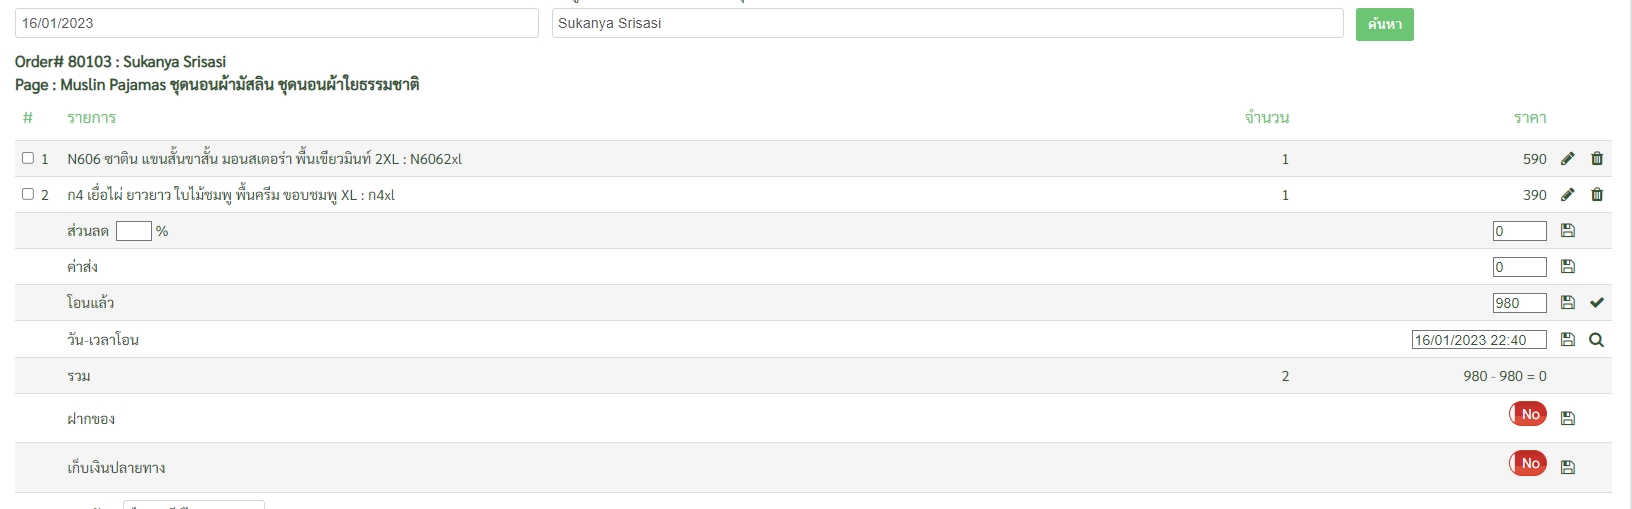 16/01/2023 Sukanya Srisasi ค้นหา
Order# 80103 : Sukanya Srisasi
Page : Muslin Pajamas ชุดนอนผ้ามัสลิน ชุดนอนผ้าใยธรรมชาติ
# รายการ จำนวน ราคา
1 N606 ซาติน แขนสั้นขาสั้น มอนสเตอร่า พื้นเขียวมินท์ 2XL : N6062xl 1 590
2 ก4 เยื่อไผ่ ยาวยาว ใบไม้ชมพู พื้นครีม ขอบชมพู XL : ก4xl 1 390
ส่วนลด % 0
ค่าส่ง 0
โอนแล้ว 980
วัน-เวลาโอน 16/01/2023 22:40
รวม 2 980 - 980 = 0
ฝากของ No
เก็บเงินปลายทาง No